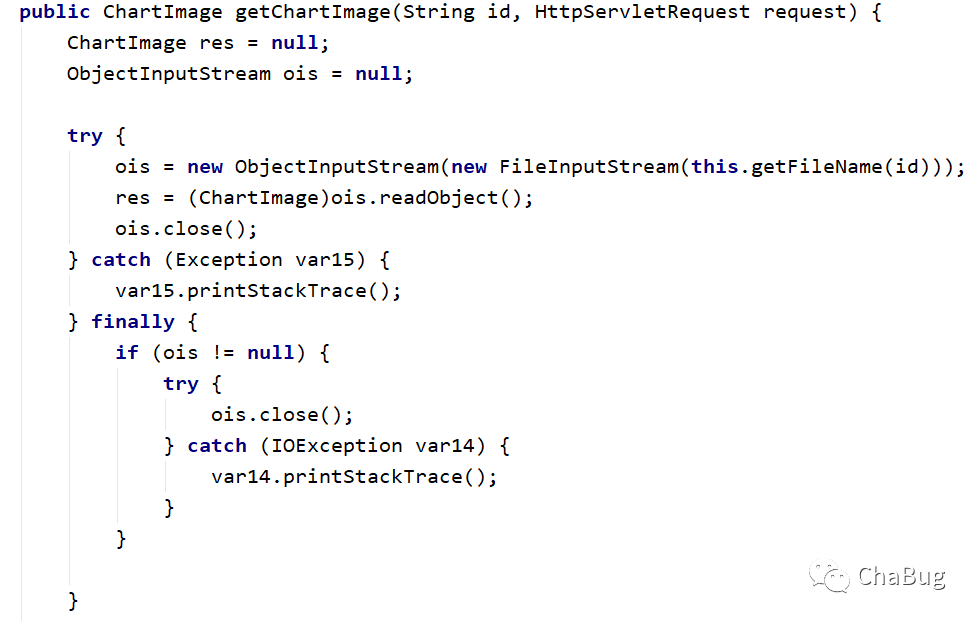 public ChartImage getChartImage(String id, HttpServletRequest request) {
    ChartImage res = null;
    ObjectInputStream ois = null;

    try {
        ois = new ObjectInputStream(new FileInputStream(this.getFileName(id)));
        res = (ChartImage)ois.readObject();
        ois.close();
    } catch (Exception var15) {
        var15.printStackTrace();
    } finally {
        if (ois != null) {
            try {
                ois.close();
            } catch (IOException var14) {
                var14.printStackTrace();
            }
        }

    }
ChaBug